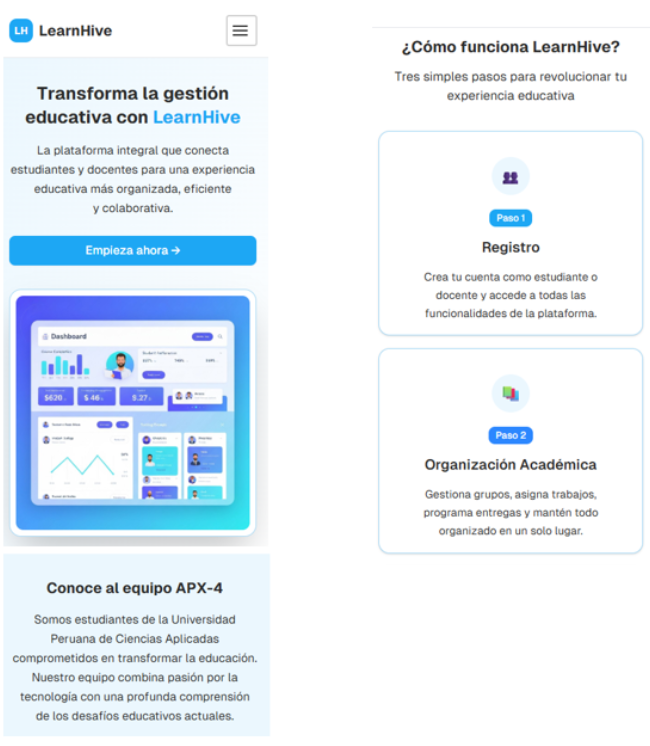 LH LearnHive
Transforma la gestión
educativa con LearnHive
La plataforma integral que conecta
estudiantes y docentes para una experiencia
educativa más organizada, eficiente
y colaborativa.
Empieza ahora →
Dashboard
$620
$ 46
5.27
Conoce al equipo APX-4
Somos estudiantes de la Universidad
Peruana de Ciencias Aplicadas
comprometidos en transformar la educación.
Nuestro equipo combina pasión por la
tecnología con una profunda comprensión
de los desafíos educativos actuales.
¿Cómo funciona LearnHive?
Tres simples pasos para revolucionar tu
experiencia educativa
Paso 1
Registro
Crea tu cuenta como estudiante o
docente y accede a todas las
funcionalidades de la plataforma.
Paso 2
Organización Académica
Gestiona grupos, asigna trabajos,
programa entregas y mantén todo
organizado en un solo lugar.